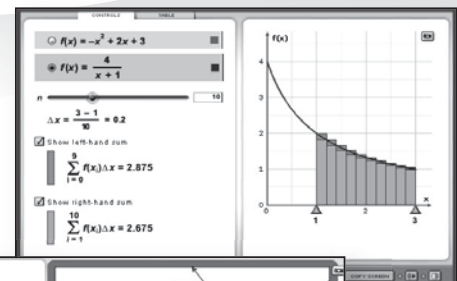 CONTROLS TABLE
f(x) = –x² + 2x + 3
f(x) = 4 / (x + 1)
n 10
Δx = (3 – 1) / 10 = 0.2
Show left-hand sum
9
∑ f(xᵢ)Δx = 2.875
i = 0
Show right-hand sum
10
∑ f(xᵢ)Δx = 2.675
i = 1
f(x)
4
3
2
1
0
0 1 2 3
x
COPY SCREEN